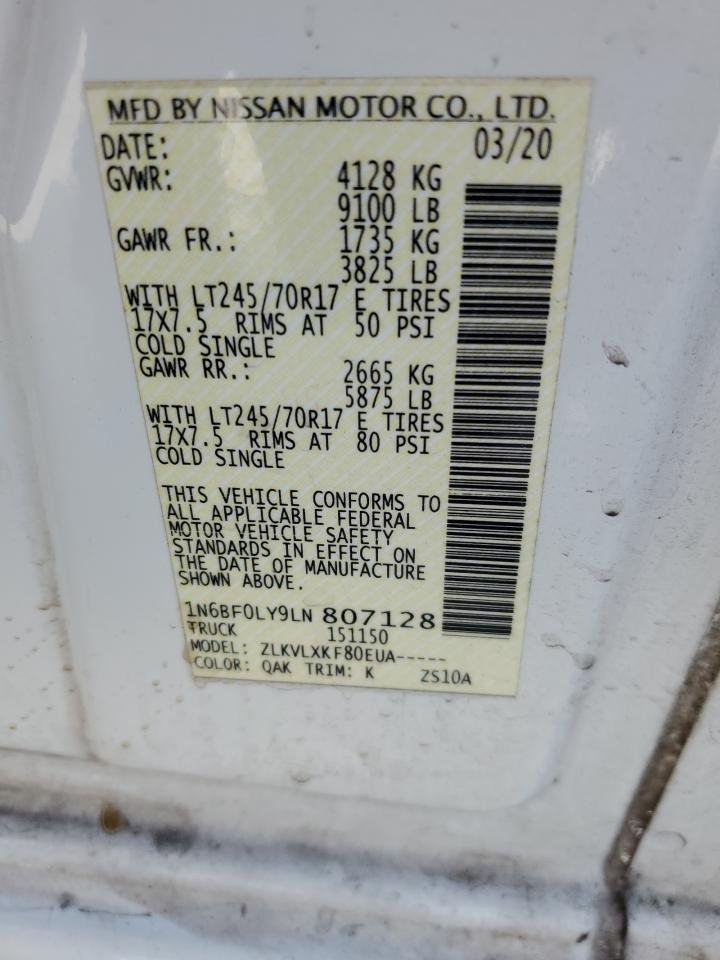 MFD BY NISSAN MOTOR CO., LTD.
DATE: 03/20
GVWR: 4128 KG
9100 LB
GAWR FR.: 1735 KG
3825 LB
WITH LT245/70R17 E TIRES
17X7.5 RIMS AT 50 PSI
COLD SINGLE
GAWR RR.: 2665 KG
5875 LB
WITH LT245/70R17 E TIRES
17X7.5 RIMS AT 80 PSI
COLD SINGLE
THIS VEHICLE CONFORMS TO
ALL APPLICABLE FEDERAL
MOTOR VEHICLE SAFETY
STANDARDS IN EFFECT ON
THE DATE OF MANUFACTURE
SHOWN ABOVE.
1N6BF0LY9LN 807128
TRUCK 151150
MODEL: ZLKVLXKF80EUA-----
COLOR: QAK TRIM: K ZS10A